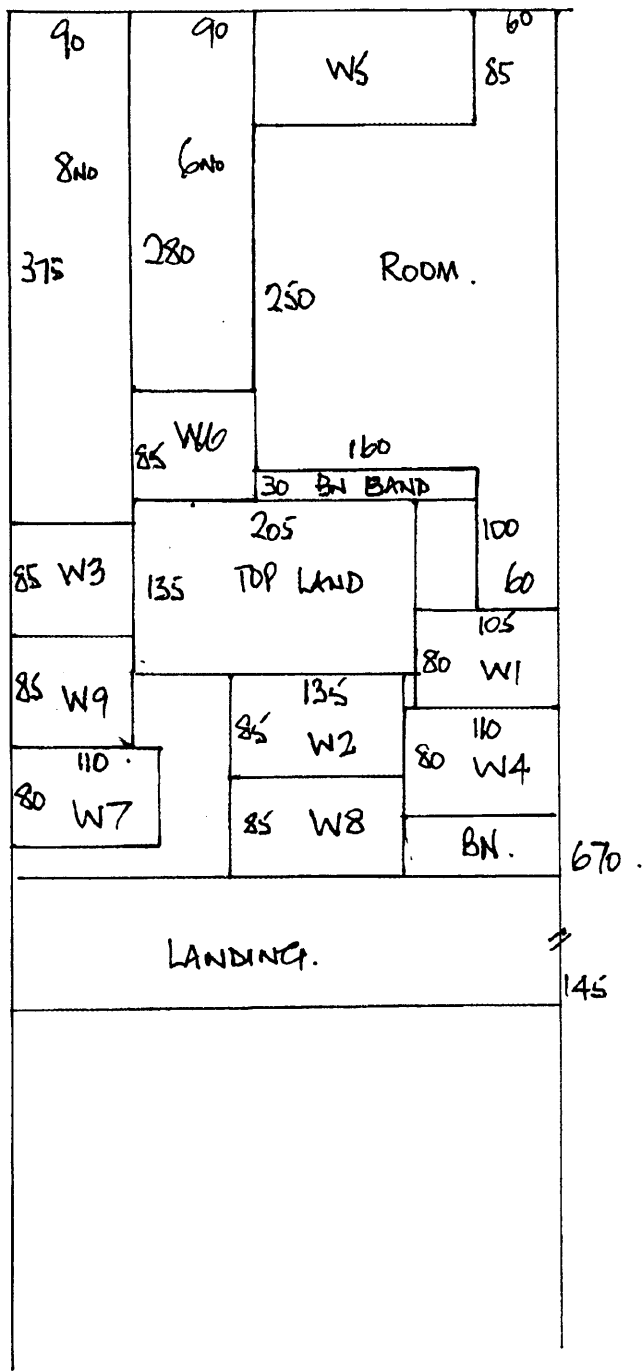 90 90 60
W5 85
8NO 6NO
375 280 ROOM.
250
85 W6 160
30 BN BAND
205 100
85 W3 135 TOP LAND 60
105
80 W1
85 W9 135
85 W2 110
110 80 W4
80 W7 85 W8 BN.
670.
LANDING.
145